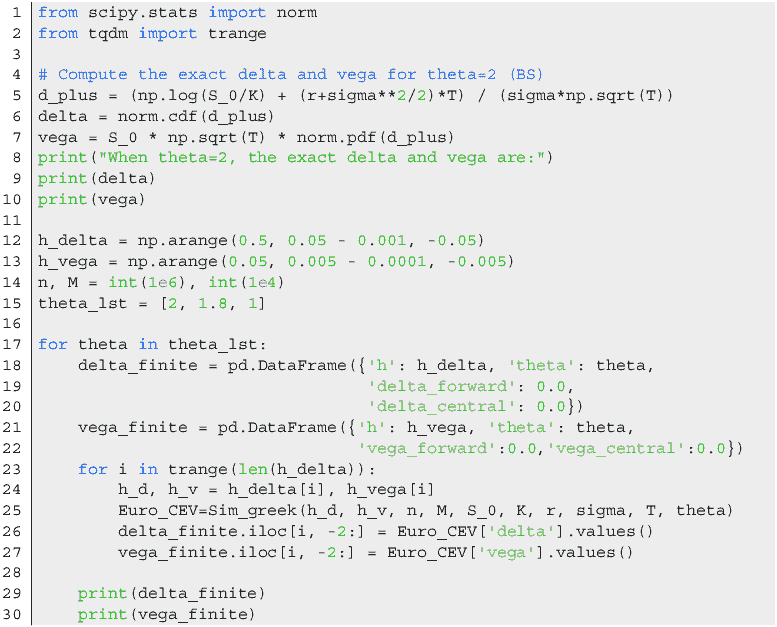 1 from scipy.stats import norm
2 from tqdm import trange
3
4 # Compute the exact delta and vega for theta=2 (BS)
5 d_plus = (np.log(S_0/K) + (r+sigma**2/2)*T) / (sigma*np.sqrt(T))
6 delta = norm.cdf(d_plus)
7 vega = S_0 * np.sqrt(T) * norm.pdf(d_plus)
8 print("When theta=2, the exact delta and vega are:")
9 print(delta)
10 print(vega)
11
12 h_delta = np.arange(0.5, 0.05 - 0.001, -0.05)
13 h_vega = np.arange(0.05, 0.005 - 0.0001, -0.005)
14 n, M = int(1e6), int(1e4)
15 theta_lst = [2, 1.8, 1]
16
17 for theta in theta_lst:
18     delta_finite = pd.DataFrame({'h': h_delta, 'theta': theta,
19                                  'delta_forward': 0.0,
20                                  'delta_central': 0.0})
21     vega_finite = pd.DataFrame({'h': h_vega, 'theta': theta,
22                                 'vega_forward':0.0,'vega_central':0.0})
23     for i in trange(len(h_delta)):
24         h_d, h_v = h_delta[i], h_vega[i]
25         Euro_CEV=Sim_greek(h_d, h_v, n, M, S_0, K, r, sigma, T, theta)
26         delta_finite.iloc[i, -2:] = Euro_CEV['delta'].values()
27         vega_finite.iloc[i, -2:] = Euro_CEV['vega'].values()
28
29     print(delta_finite)
30     print(vega_finite)